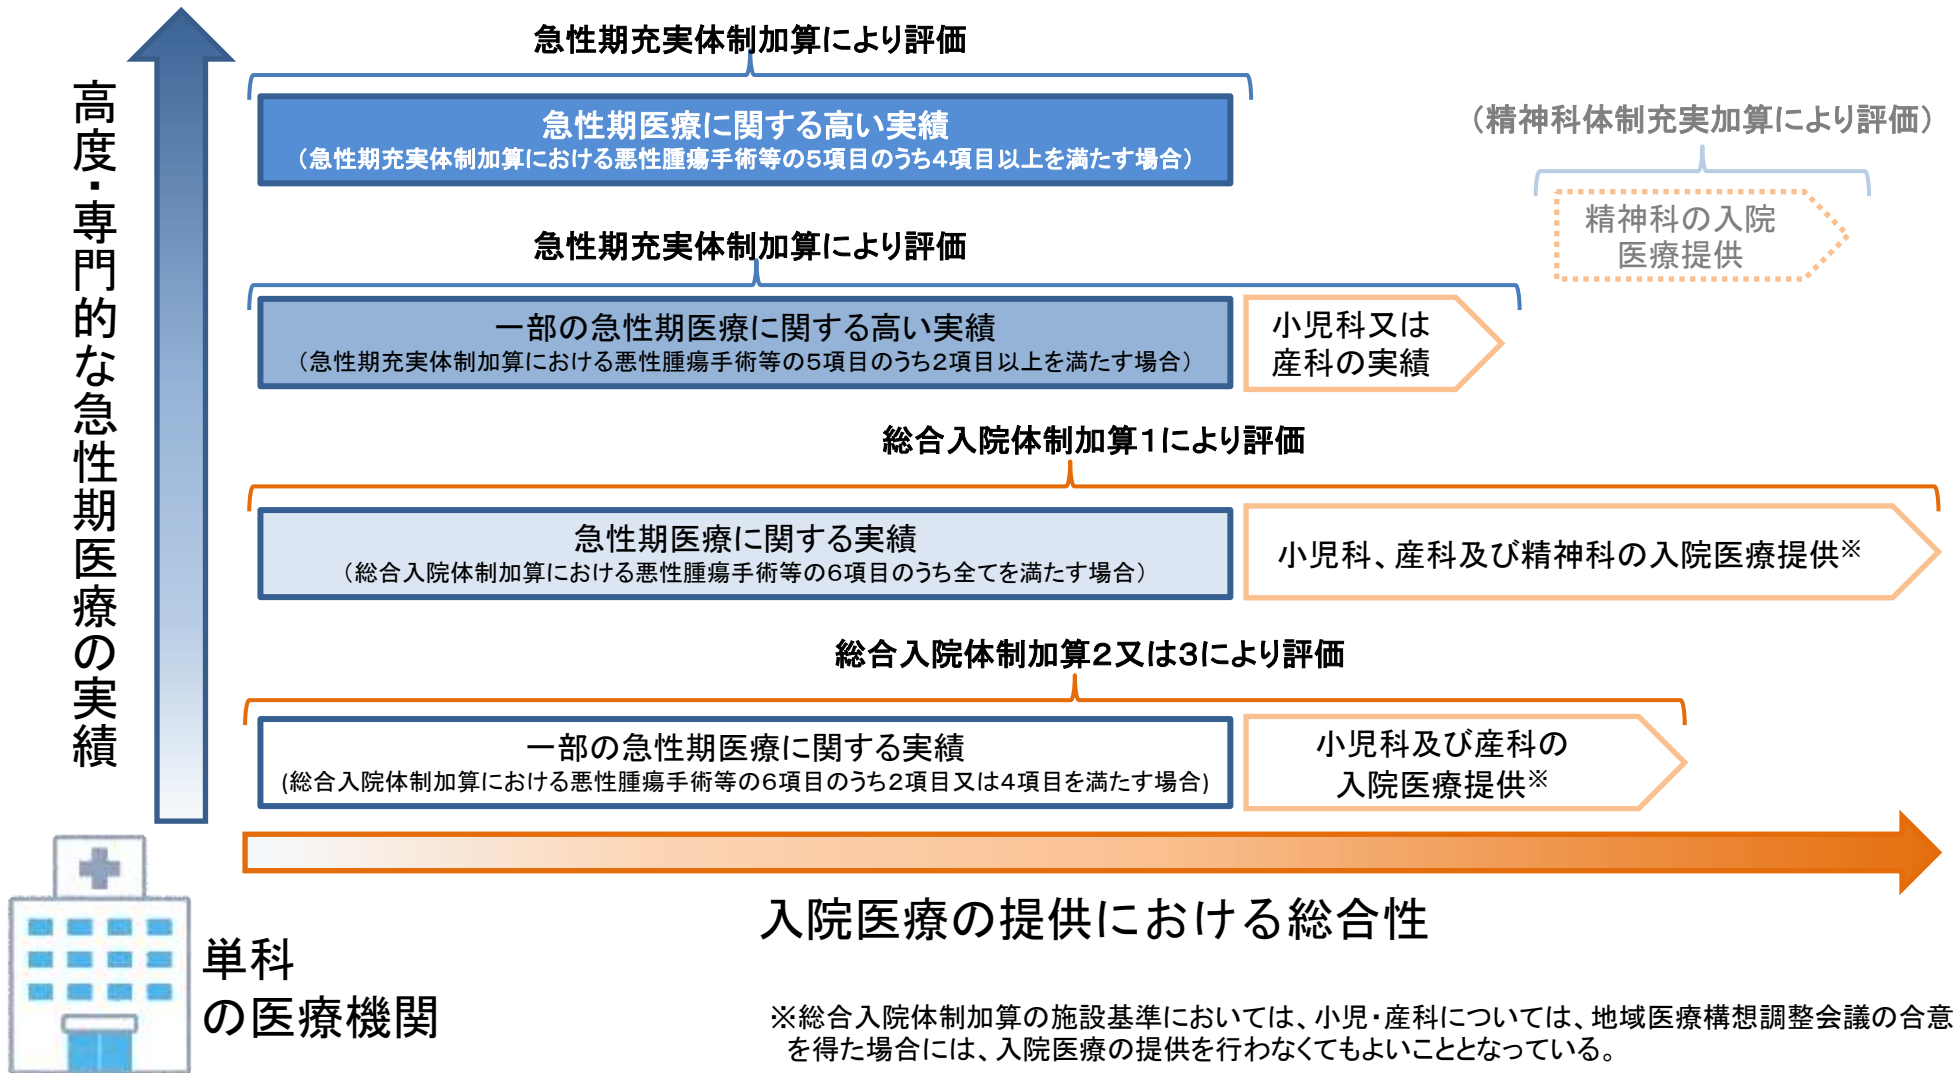 高度・専門的な急性期医療の実績
急性期充実体制加算により評価
急性期医療に関する高い実績
（急性期充実体制加算における悪性腫瘍手術等の5項目のうち4項目以上を満たす場合）
（精神科体制充実加算により評価）
精神科の入院
医療提供
急性期充実体制加算により評価
一部の急性期医療に関する高い実績
（急性期充実体制加算における悪性腫瘍手術等の5項目のうち2項目以上を満たす場合）
小児科又は
産科の実績
総合入院体制加算1により評価
急性期医療に関する実績
（総合入院体制加算における悪性腫瘍手術等の6項目のうち全てを満たす場合）
小児科、産科及び精神科の入院医療提供※
総合入院体制加算2又は3により評価
一部の急性期医療に関する実績
(総合入院体制加算における悪性腫瘍手術等の6項目のうち2項目又は4項目を満たす場合)
小児科及び産科の
入院医療提供※
入院医療の提供における総合性
単科
の医療機関
※総合入院体制加算の施設基準においては、小児・産科については、地域医療構想調整会議の合意
を得た場合には、入院医療の提供を行わなくてもよいこととなっている。